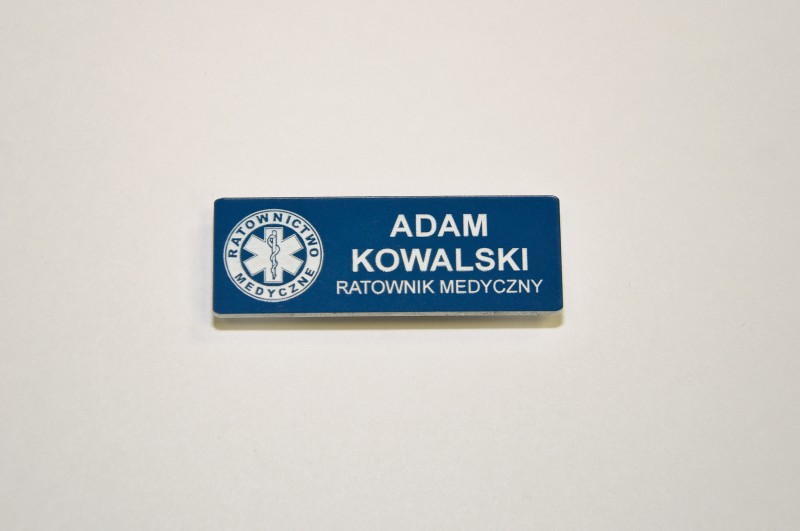 RATOWNICTWO
MEDYCZNE
ADAM
KOWALSKI
RATOWNIK MEDYCZNY